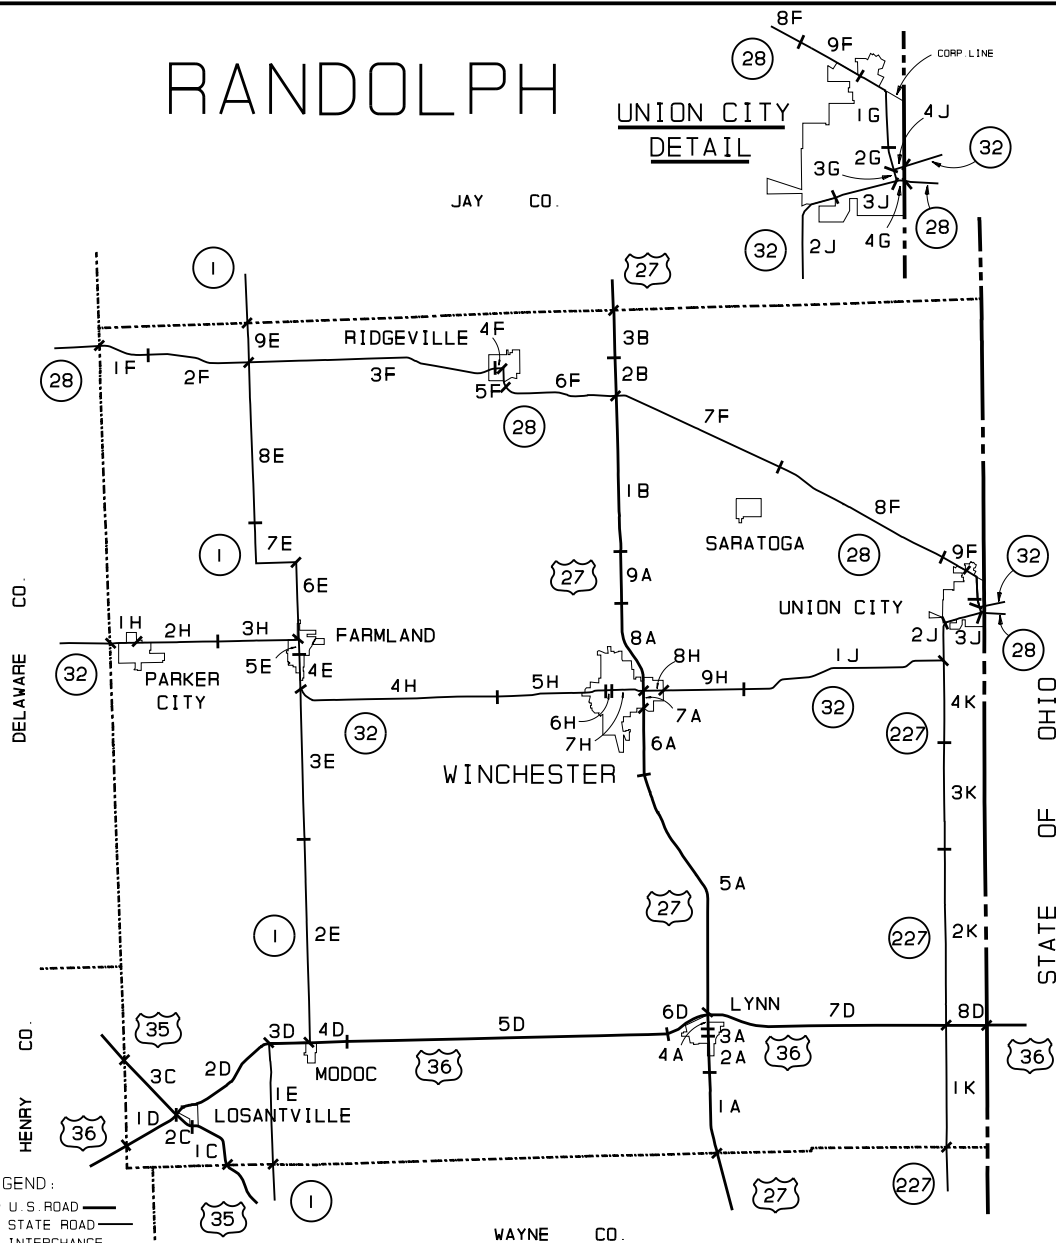 RANDOLPH
8F
9F
28
CORP. LINE
UNION CITY
DETAIL
1G
4J
32
2G
3G
3J
28
4G
32
2J
JAY CO.
1
27
9E
RIDGEVILLE
4F
3B
1F
2F
3F
28
5F
6F
2B
28
7F
8E
1B
8F
SARATOGA
1
7E
28
9F
32
27
9A
6E
UNION CITY
1H
2H
3H
FARMLAND
8A
2J
3J
28
5E
4E
8H
1J
32
PARKER
CITY
4H
5H
9H
4K
6H
7A
32
227
32
7H
6A
DELAWARE CO.
3E
WINCHESTER
3K
STATE OF OHIO
5A
27
1
2E
227
2K
35
LYNN
3D
4D
5D
6D
7D
8D
HENRY CO.
3C
2D
36
4A
3A
2A
36
36
MODOC
1E
1A
1K
1D
LOSANTVILLE
36
2C
1C
GEND:
U.S. ROAD
STATE ROAD
INTERCHANGE
35
1
27
227
WAYNE CO.